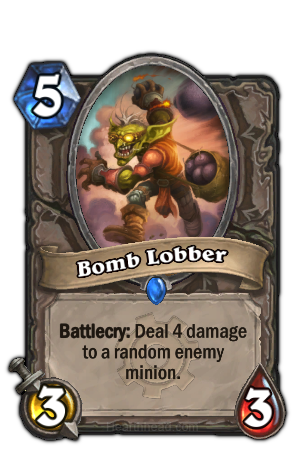 5
Bomb Lobber
Battlecry: Deal 4 damage
to a random enemy
minion.
3
3